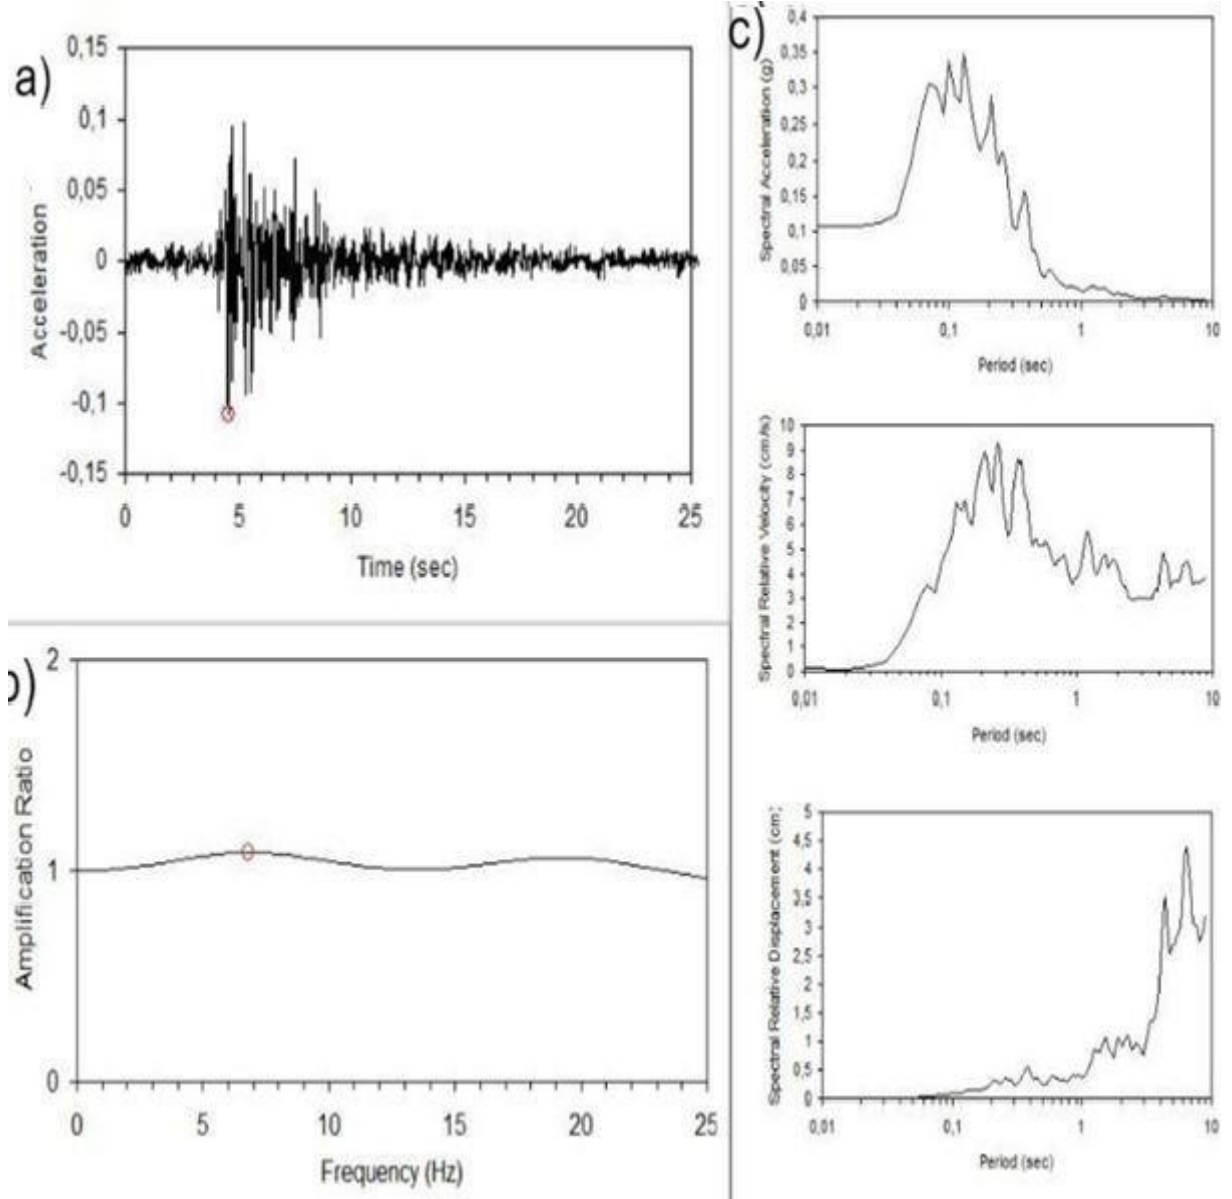 a)
Acceleration
0,15
0,1
0,05
0
-0,05
-0,1
-0,15
0 5 10 15 20 25
Time (sec)
b)
Amplification Ratio
2
1
0
0 5 10 15 20 25
Frequency (Hz)
c)
Spectral Acceleration (g)
0,4
0,35
0,3
0,25
0,2
0,15
0,1
0,05
0
0,01 0,1 1 10
Period (sec)
Spectral Relative Velocity (cm/s)
10
9
8
7
6
5
4
3
2
1
0
0,01 0,1 1 10
Period (sec)
Spectral Relative Displacement (cm)
5
4,5
4
3,5
3
2,5
2
1,5
1
0,5
0
0,01 0,1 1 10
Period (sec)